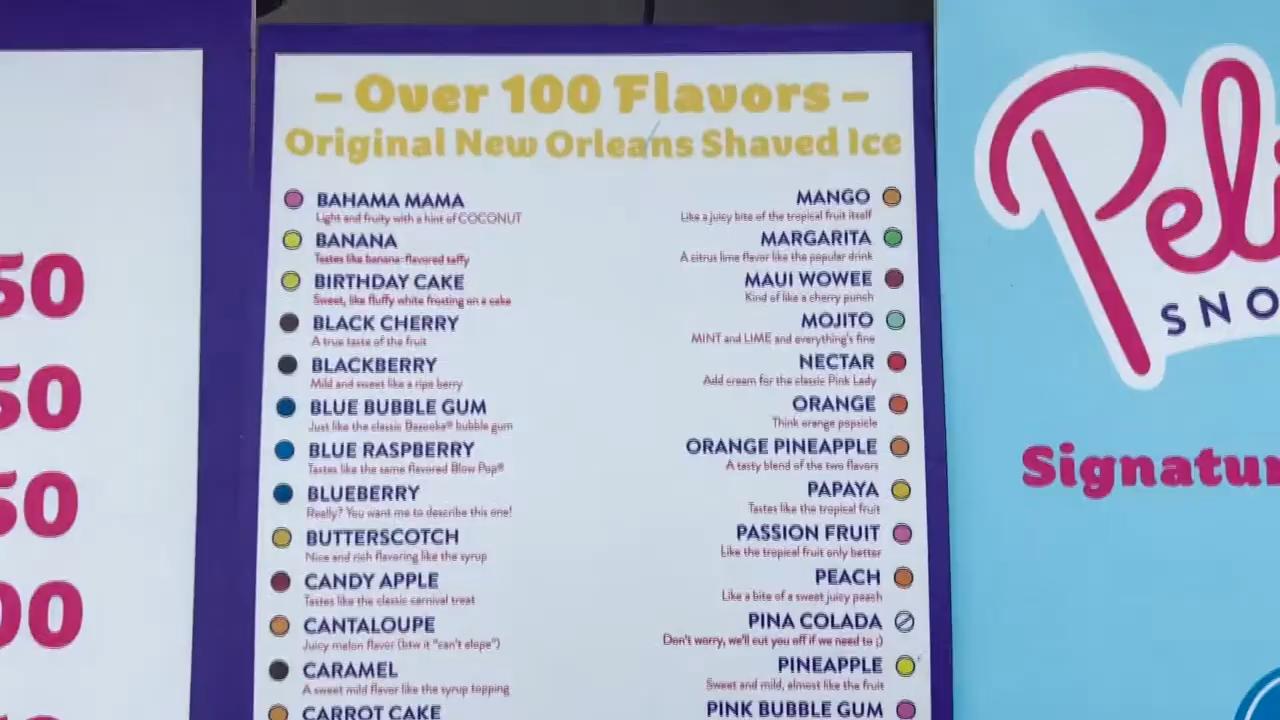 – Over 100 Flavors –
Original New Orleans Shaved Ice
BAHAMA MAMA
Light and fruity with a hint of COCONUT
BANANA
Tastes like banana-flavored taffy
BIRTHDAY CAKE
Sweet, like fluffy white frosting on a cake
BLACK CHERRY
A true taste of the fruit
BLACKBERRY
Mild and sweet like a ripe berry
BLUE BUBBLE GUM
Just like the classic Bazooka® bubble gum
BLUE RASPBERRY
Tastes like the same flavored Blow Pop®
BLUEBERRY
Really? You want me to describe this one!
BUTTERSCOTCH
Nice and rich flavoring like the syrup
CANDY APPLE
Tastes like the classic carnival treat
CANTALOUPE
Juicy melon flavor (btw it "can't elope")
CARAMEL
A sweet mild flavor like the syrup topping
CARROT CAKE
MANGO
Like a juicy bite of the tropical fruit itself
MARGARITA
A citrus lime flavor like the popular drink
MAUI WOWEE
Kind of like a cherry punch
MOJITO
MINT and LIME and everything's fine
NECTAR
Add cream for the classic Pink Lady
ORANGE
Think orange popsicle
ORANGE PINEAPPLE
A tasty blend of the two flavors
PAPAYA
Tastes like the tropical fruit
PASSION FRUIT
Like the tropical fruit only better
PEACH
Like a bite of a sweet juicy peach
PINA COLADA
Don't worry, we'll cut you off if we need to ;)
PINEAPPLE
Sweet and mild, almost like the fruit
PINK BUBBLE GUM
50
50
50
00
Peli
SNO
Signatur